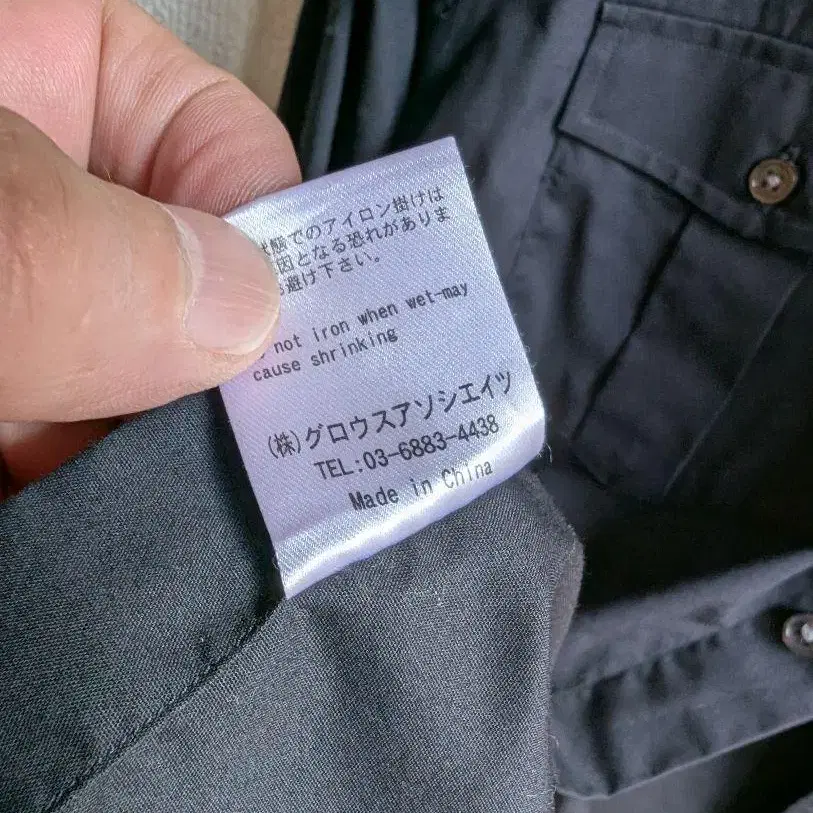 態でのアイロン掛けは
因となる恐れがありま
避け下さい。
not iron when wet-may
cause shrinking
(株)グロウスアソシエイツ
TEL:03-6883-4438
Made in China